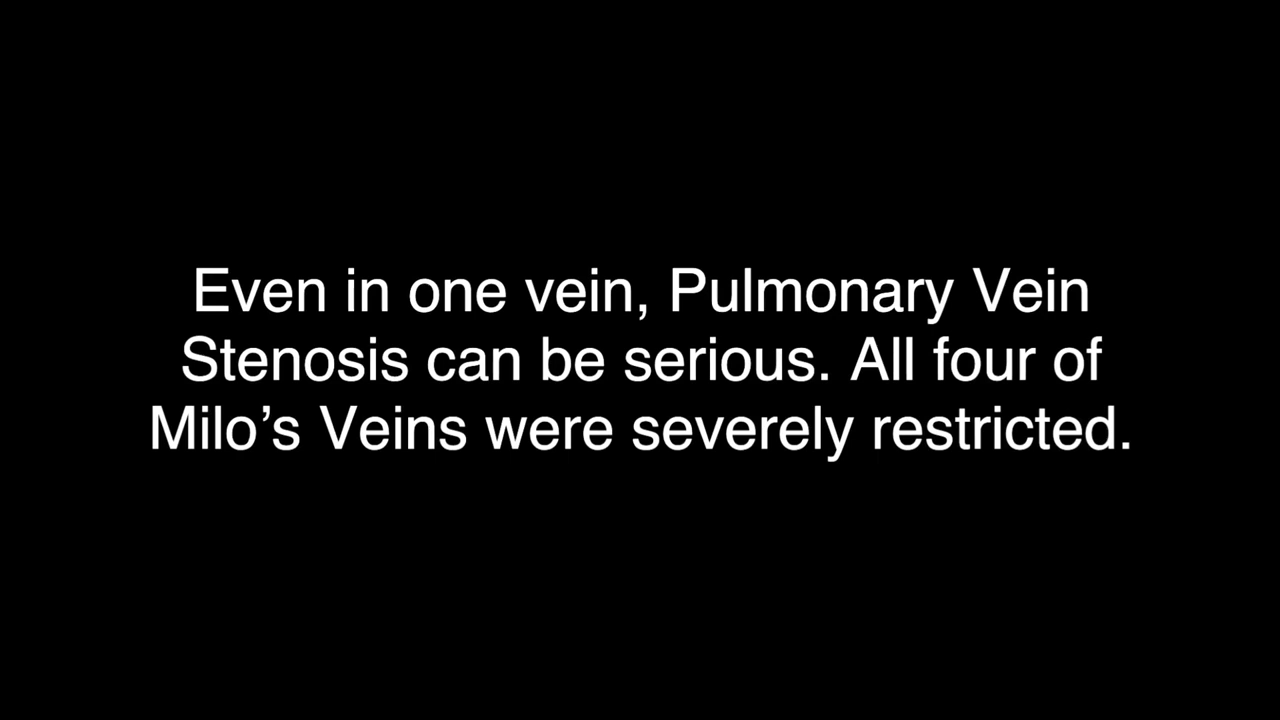 Even in one vein, Pulmonary Vein
Stenosis can be serious. All four of
Milo’s Veins were severely restricted.